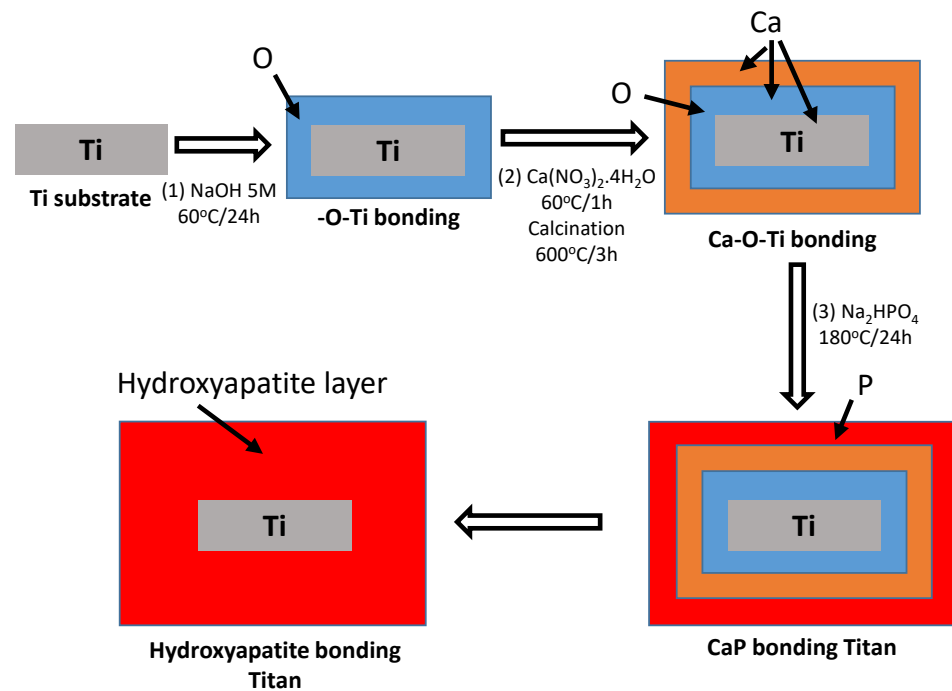 Ti
Ti substrate
(1) NaOH 5M
60°C/24h
O
Ti
-O-Ti bonding
(2) Ca(NO₃)₂.4H₂O
60°C/1h
Calcination
600°C/3h
Ca
O
Ti
Ca-O-Ti bonding
(3) Na₂HPO₄
180°C/24h
P
Ti
CaP bonding Titan
Hydroxyapatite layer
Ti
Hydroxyapatite bonding
Titan